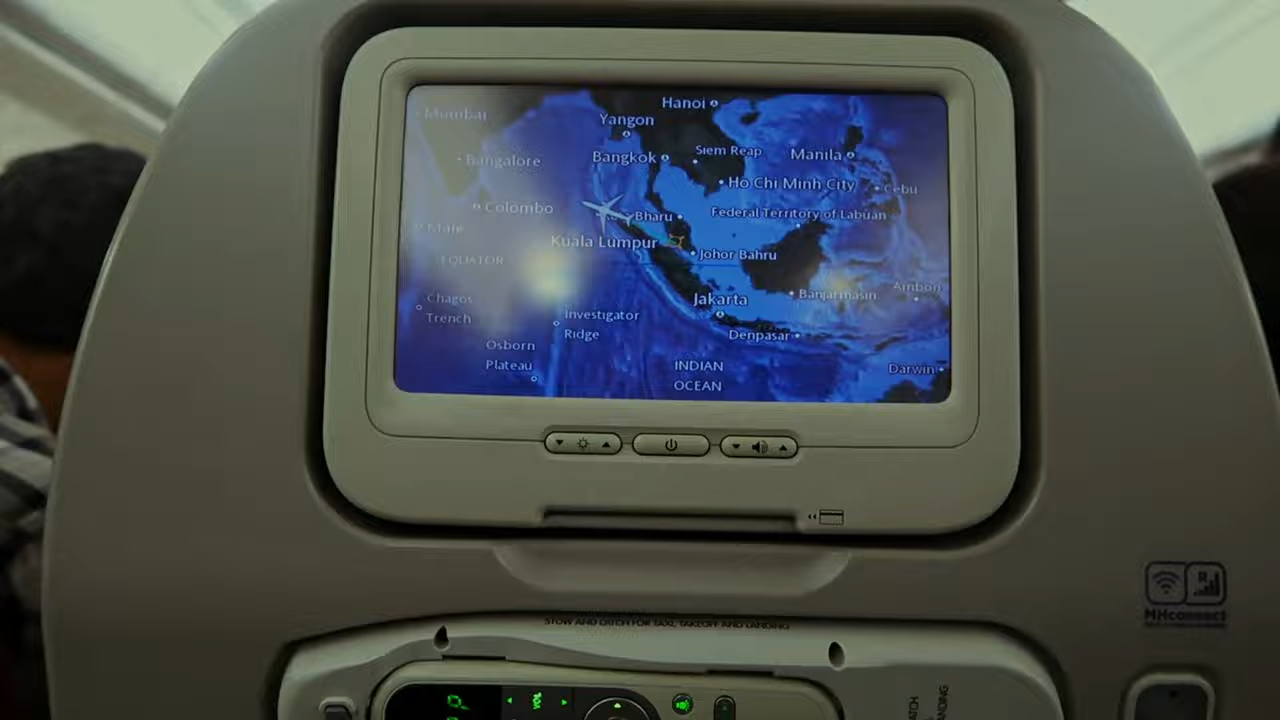 Hanoi
Mumbai
Yangon
Bangkok
Siem Reap
Manila
Bangalore
Ho Chi Minh City
Cebu
Colombo
Bharu
Federal Territory of Labuan
Male
Kuala Lumpur
Johor Bahru
EQUATOR
Banjarmasin
Ambon
Chagos
Trench
Jakarta
Investigator
Ridge
Denpasar
Osborn
Plateau
INDIAN
OCEAN
Darwin
MHconnect
STOW AND LATCH FOR TAXI, TAKEOFF AND LANDING
VOL